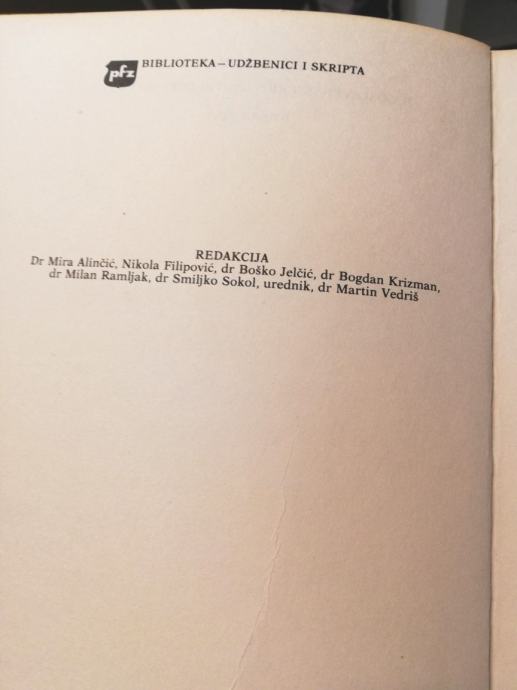 pfz BIBLIOTEKA – UDŽBENICI I SKRIPTA
REDAKCIJA
Dr Mira Alinčić, Nikola Filipović, dr Boško Jelčić, dr Bogdan Krizman,
dr Milan Ramljak, dr Smiljko Sokol, urednik, dr Martin Vedriš